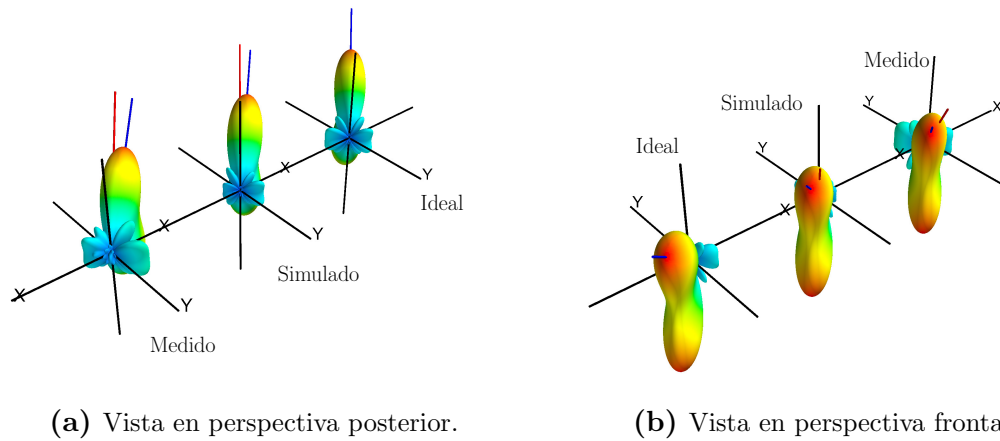 Medido
Simulado
Y
X
Ideal
Y
X
Y
Ideal
Y
X
Simulado
X
Y
Medido
(a) Vista en perspectiva posterior.
Y
X
Y
(b) Vista en perspectiva fronta